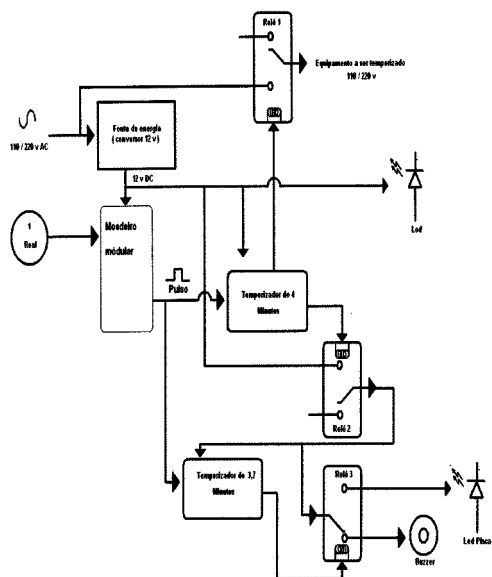 Relé 1
Equipamento a ser temporizado
110 / 220 v
Fonte de energia
( conversor 12 v )
110 / 220 v AC
12 v DC
Led
1
Real
Moedeiro
módular
Pulso
Temporizador de 4
Minutos
Relé 2
Temporizador de 3,7
Minutos
Relé 3
Led Pisca
Buzzer